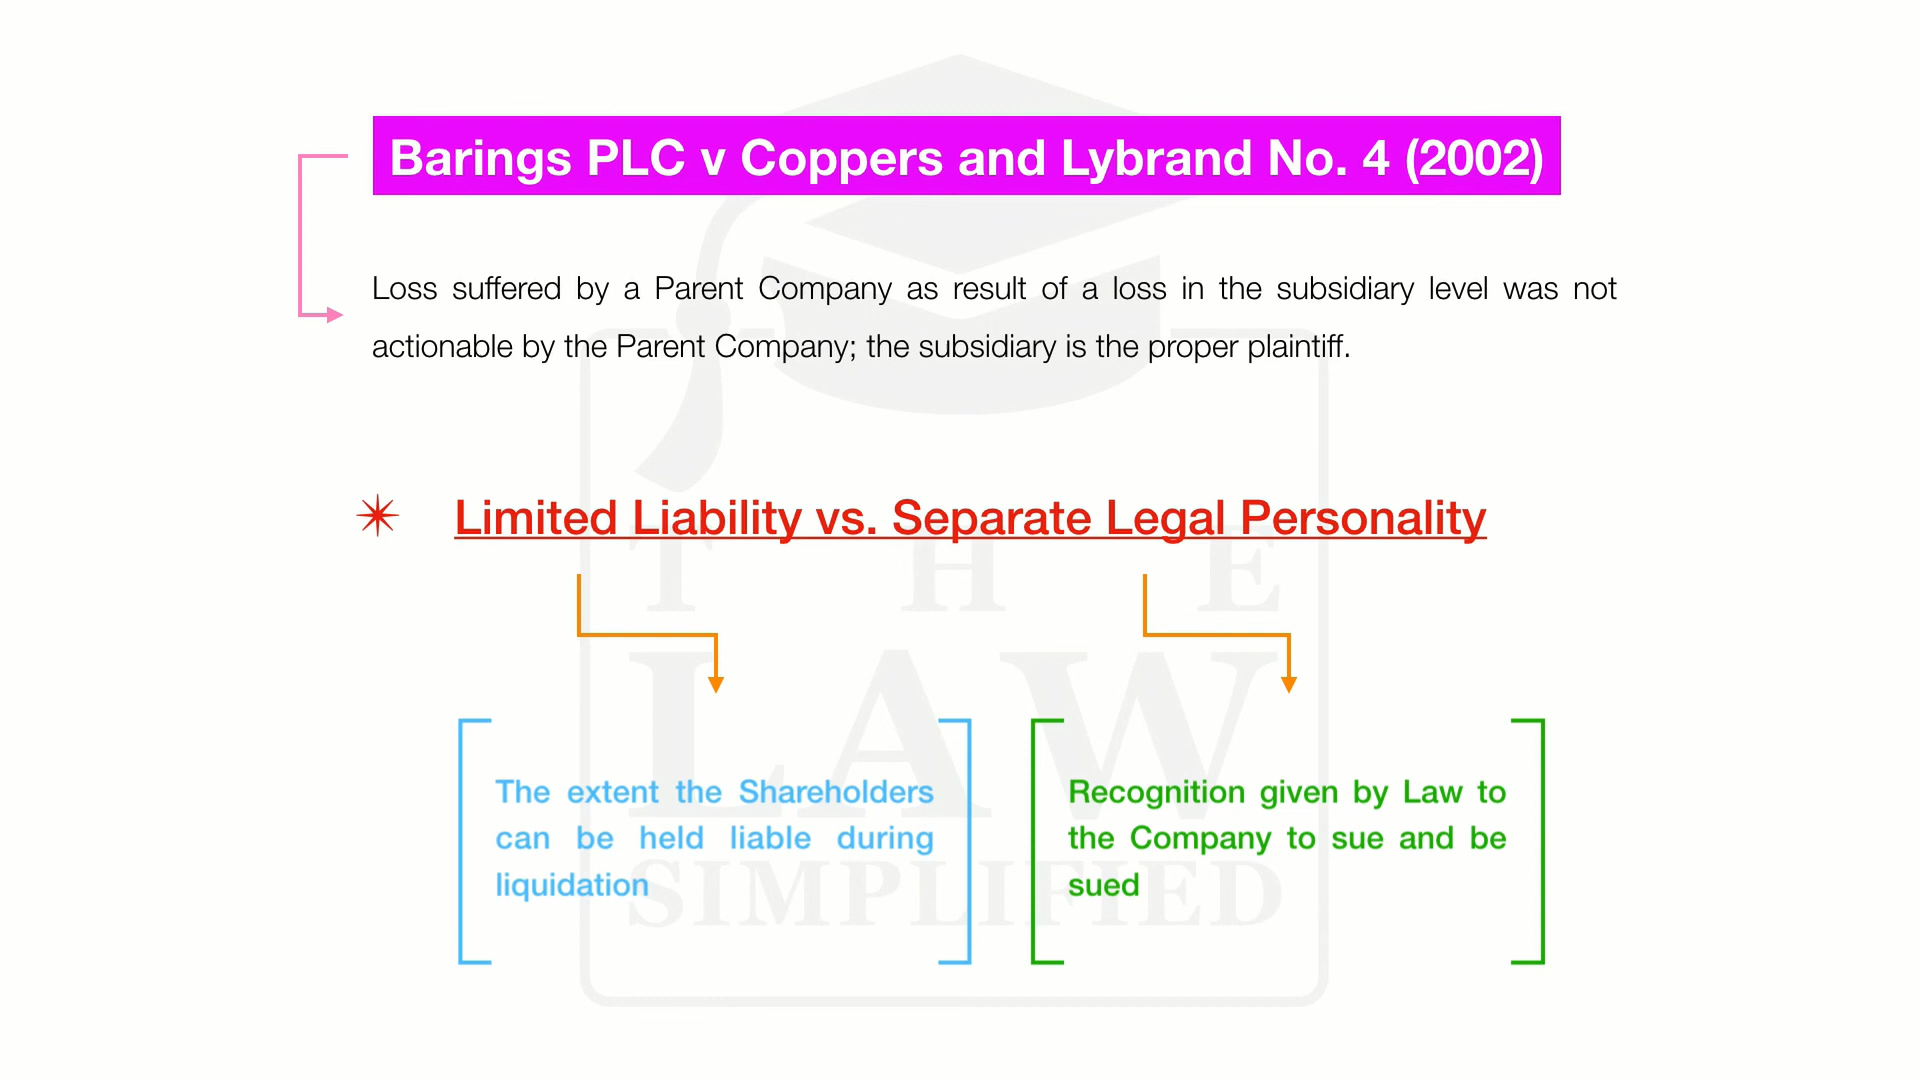 Barings PLC v Coppers and Lybrand No. 4 (2002)
Loss suffered by a Parent Company as result of a loss in the subsidiary level was not
actionable by the Parent Company; the subsidiary is the proper plaintiff.
Limited Liability vs. Separate Legal Personality
The extent the Shareholders
can be held liable during
liquidation
Recognition given by Law to
the Company to sue and be
sued
THE
LAW
SIMPLIFIED